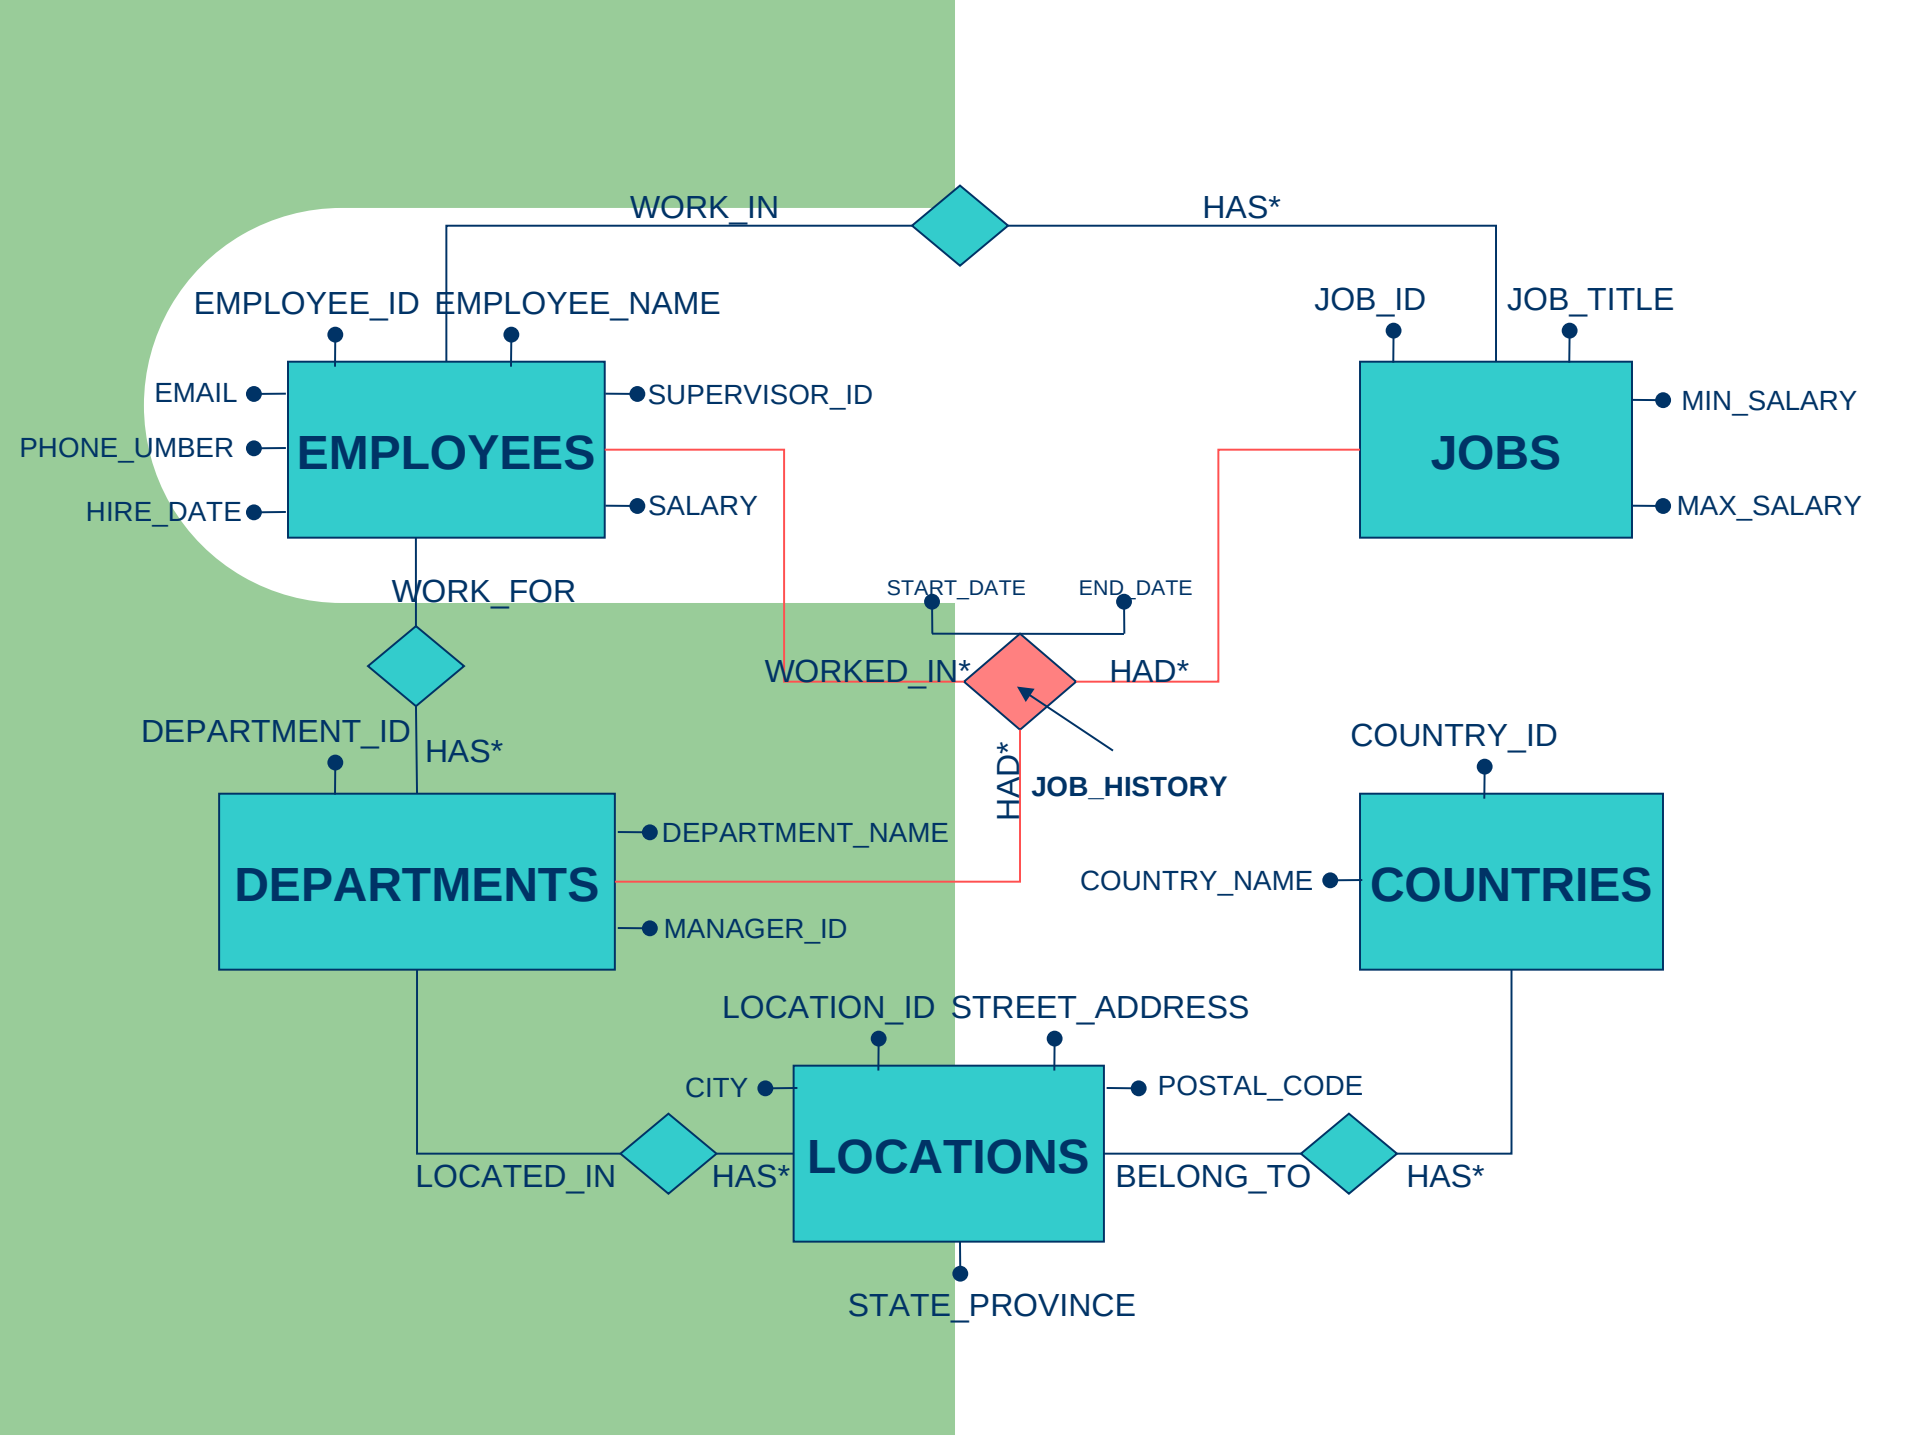 WORK_IN
HAS*
EMPLOYEE_ID
EMPLOYEE_NAME
JOB_ID
JOB_TITLE
EMAIL
SUPERVISOR_ID
MIN_SALARY
PHONE_UMBER
EMPLOYEES
JOBS
HIRE_DATE
SALARY
MAX_SALARY
WORK_FOR
START_DATE
END_DATE
WORKED_IN*
HAD*
DEPARTMENT_ID
HAS*
HAD*
JOB_HISTORY
COUNTRY_ID
DEPARTMENT_NAME
DEPARTMENTS
COUNTRY_NAME
COUNTRIES
MANAGER_ID
LOCATION_ID
STREET_ADDRESS
CITY
POSTAL_CODE
LOCATIONS
LOCATED_IN
HAS*
BELONG_TO
HAS*
STATE_PROVINCE